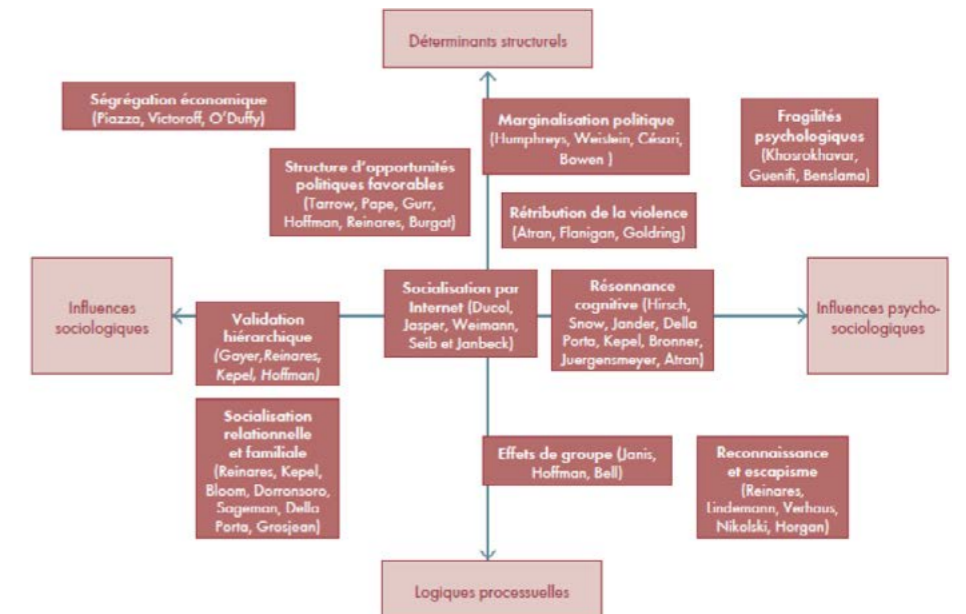 Déterminants structurels
Ségrégation économique
(Piazza, Victoroff, O'Duffy)
Marginalisation politique
(Humphreys, Weistein, Césari,
Bowen )
Fragilités
psychologiques
(Khosrokhavar,
Guenifi, Benslama)
Structure d'opportunités
politiques favorables
(Tarrow, Pape, Gurr,
Hoffman, Reinares, Burgat)
Rétribution de la violence
(Atran, Flanigan, Goldring)
Influences
sociologiques
Validation
hiérarchique
(Gayer,Reinares,
Kepel, Hoffman)
Socialisation par
Internet (Ducol,
Jasper, Weimann,
Seib et Janbeck)
Résonnance
cognitive (Hirsch,
Snow, Jander, Della
Porta, Kepel, Bronner,
Juergensmeyer, Atran)
Influences psycho-
sociologiques
Socialisation
relationnelle
et familiale
(Reinares, Kepel,
Bloom, Dorronsoro,
Sageman, Della
Porta, Grosjean)
Effets de groupe (Janis,
Hoffman, Bell)
Reconnaissance
et escapisme
(Reinares,
Lindemann, Verhaus,
Nikolski, Horgan)
Logiques processuelles